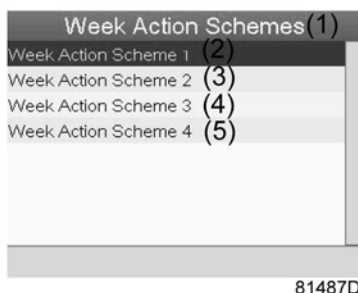 Week Action Schemes(1)
Week Action Scheme 1 (2)
Week Action Scheme 2 (3)
Week Action Scheme 3 (4)
Week Action Scheme 4 (5)
81487D